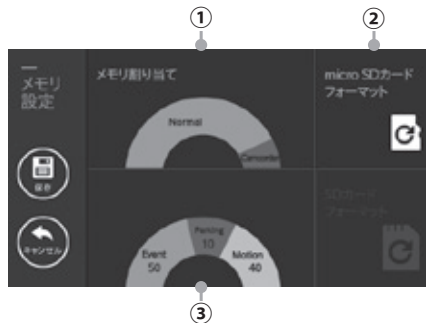 ①
②
メモリ
設定
メモリ割り当て
micro SDカード
フォーマット
Normal
Camcorder
保存
SDカード
フォーマット
キャンセル
Event
50
Parking
10
Motion
40
③